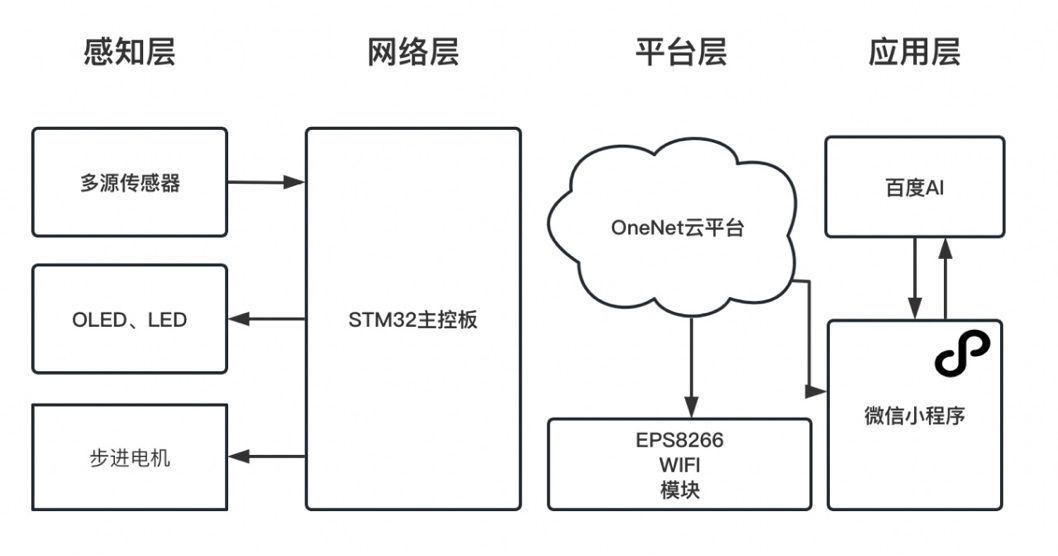 感知层
网络层
平台层
应用层
多源传感器
OLED、LED
步进电机
STM32主控板
OneNet云平台
EPS8266
WIFI
模块
百度AI
微信小程序